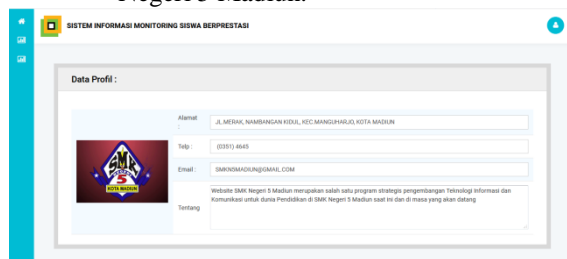 Negeri 5 Madiun.
SISTEM INFORMASI MONITORING SISWA BERPRESTASI
Data Profil :
Alamat
:
JL.MERAK, NAMBANGAN KIDUL, KEC.MANGUHARJO, KOTA MADIUN
Telp :
(0351) 4645
Email :
SMKN5MADIUN@GMAIL.COM
SMK
5
KOTA MADIUN
Tentang
Website SMK Negeri 5 Madiun merupakan salah satu program strategis pengembangan Teknologi Informasi dan
Komunikasi untuk dunia Pendidikan di SMK Negeri 5 Madiun saat ini dan di masa yang akan datang